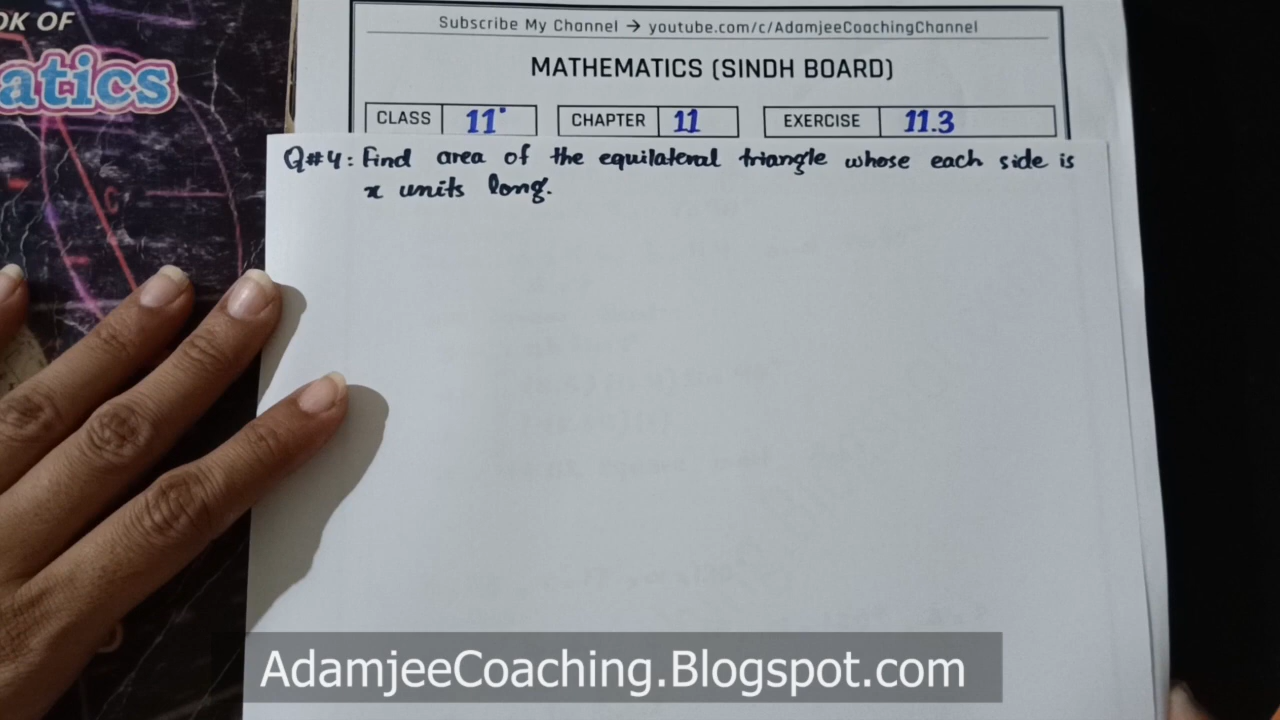 OK OF
atics
Subscribe My Channel → youtube.com/c/AdamjeeCoachingChannel
MATHEMATICS (SINDH BOARD)
CLASS 11 CHAPTER 11 EXERCISE 11.3
Q#4: Find area of the equilateral triangle whose each side is
x units long.
AdamjeeCoaching.Blogspot.com